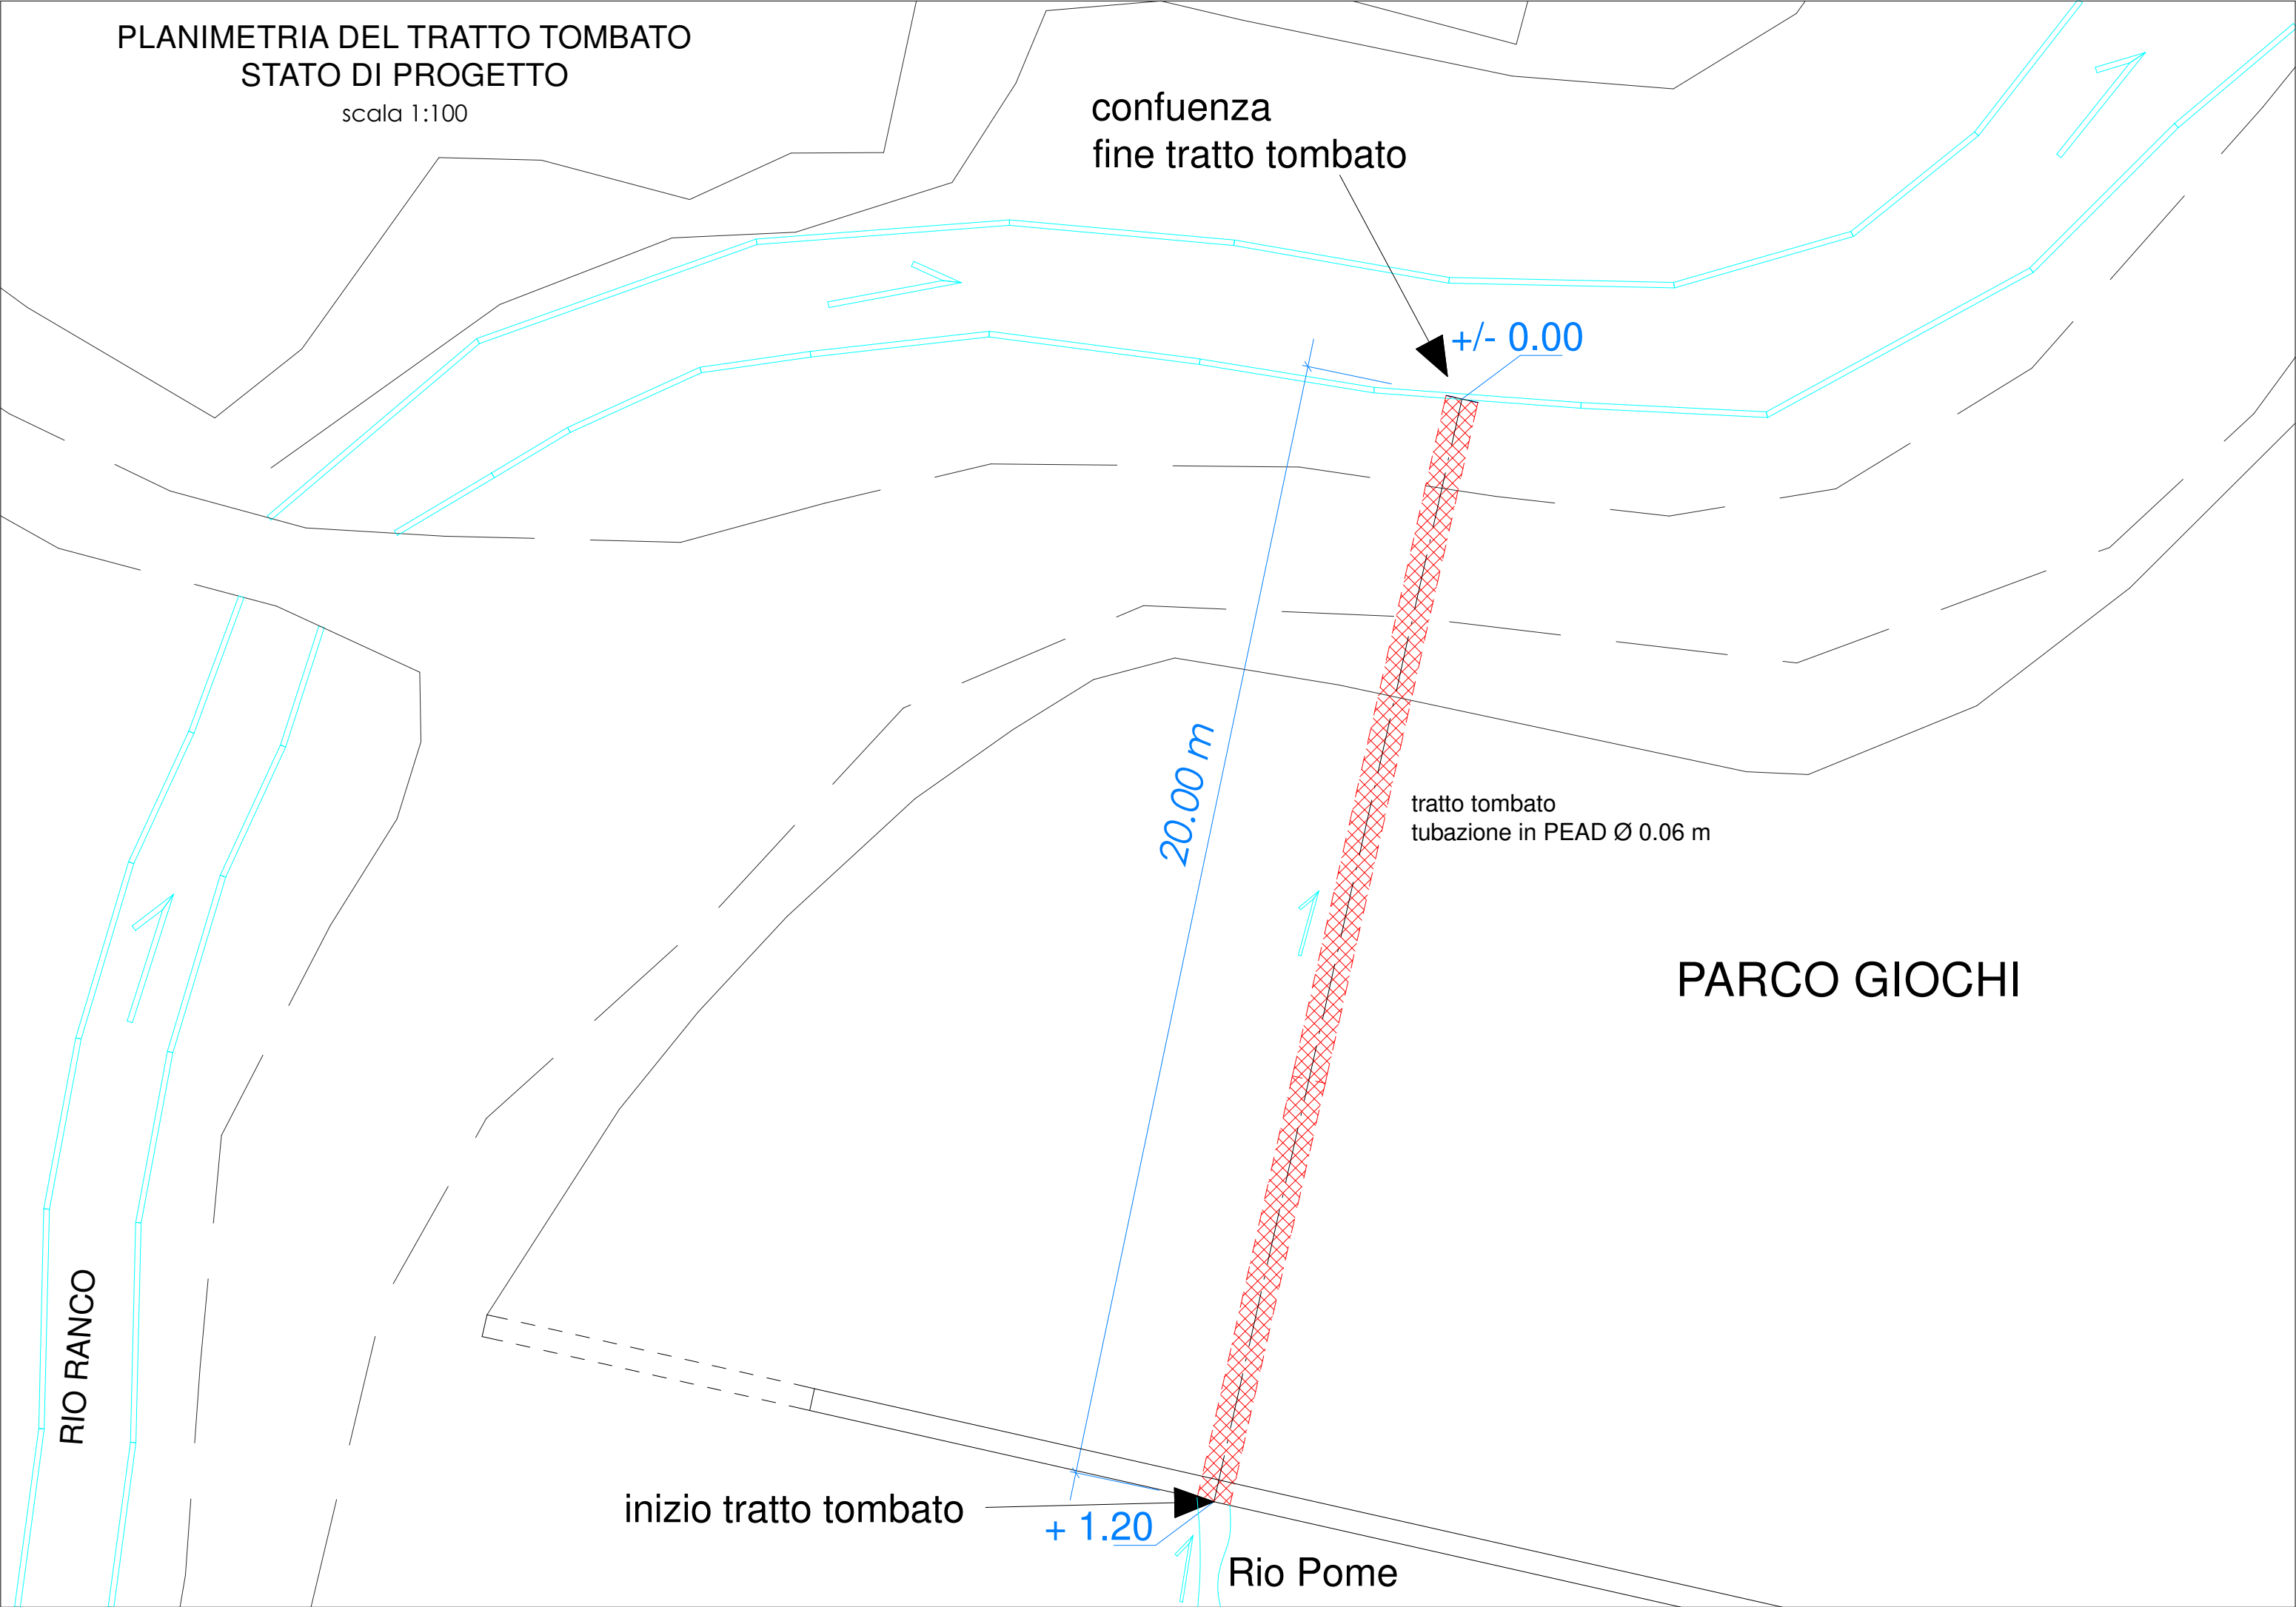 PLANIMETRIA DEL TRATTO TOMBATO
STATO DI PROGETTO
scala 1:100
confuenza
fine tratto tombato
+/- 0.00
20.00 m
tratto tombato
tubazione in PEAD Ø 0.06 m
PARCO GIOCHI
RIO RANCO
inizio tratto tombato
+ 1.20
Rio Pome